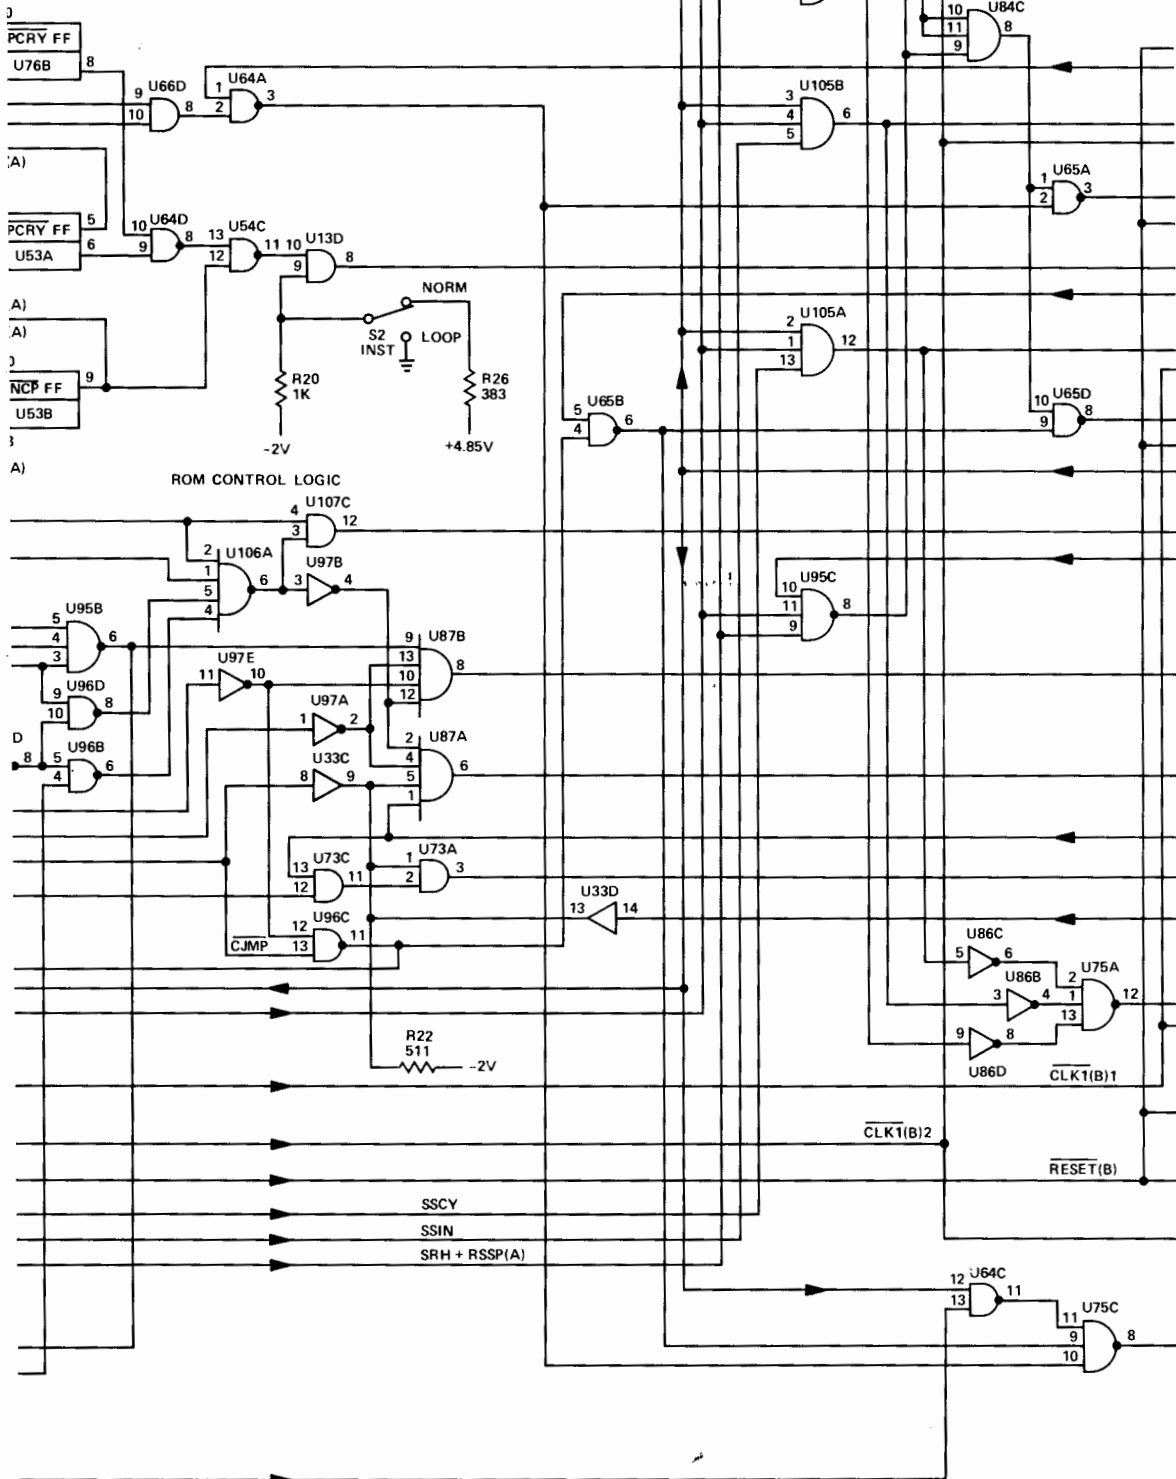 0
PCRY FF
U76B
8
9
10
U66D
8
1
2
U64A
3
(A)
PCRY FF
U53A
5
6
10
9
U64D
8
13
12
U54C
11
10
9
U13D
8
A)
(A)
0
NCP FF
U53B
9
A)
NORM
S2
INST
LOOP
R20
1K
-2V
R26
383
+4.85V
10
11
9
U84C
8
3
4
5
U105B
6
1
2
U65A
3
2
1
13
U105A
12
5
4
U65B
6
10
9
U65D
8
ROM CONTROL LOGIC
4
3
U107C
12
2
1
5
4
U106A
6
3
U97B
4
5
4
3
U95B
6
9
10
U96D
8
D
8
5
4
U96B
6
11
U97E
10
1
U97A
2
8
U33C
9
9
13
10
12
U87B
8
2
4
5
1
U87A
6
10
11
9
U95C
8
13
12
U73C
11
1
2
U73A
3
12
13
U96C
11
CJMP
13
U33D
14
R22
511
-2V
5
U86C
6
3
U86B
4
9
U86D
8
2
1
13
U75A
12
CLK1(B)1
CLK1(B)2
RESET(B)
SSCY
SSIN
SRH + RSSP(A)
12
13
U64C
11
11
9
10
U75C
8